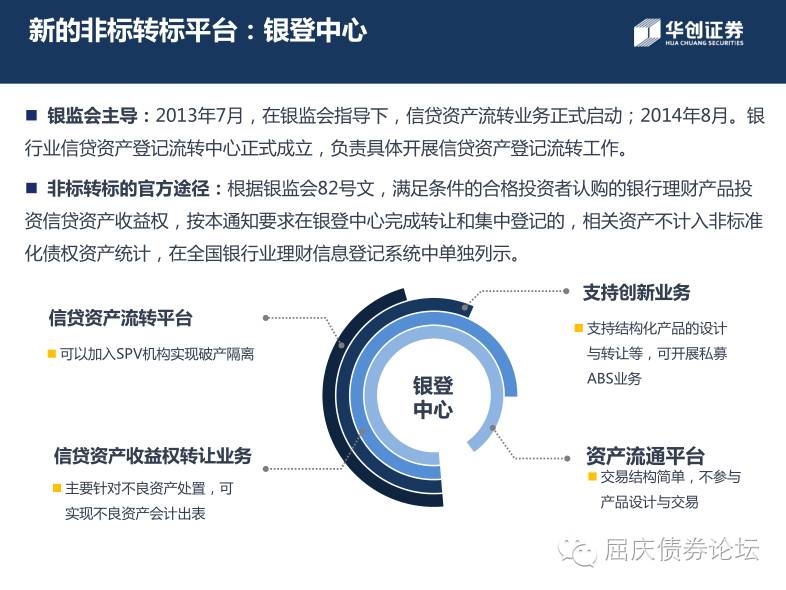 新的非标转标平台：银登中心
华创证券
HUA CHUANG SECURITIES
■ 银监会主导：2013年7月，在银监会指导下，信贷资产流转业务正式启动；2014年8月。银
行业信贷资产登记流转中心正式成立，负责具体开展信贷资产登记流转工作。
■ 非标转标的官方途径：根据银监会82号文，满足条件的合格投资者认购的银行理财产品投
资信贷资产收益权，按本通知要求在银登中心完成转让和集中登记的，相关资产不计入非标准
化债权资产统计，在全国银行业理财信息登记系统中单独列示。
信贷资产流转平台
■ 可以加入SPV机构实现破产隔离
支持创新业务
■ 支持结构化产品的设计
与转让等，可开展私募
ABS业务
银登
中心
信贷资产收益权转让业务
■ 主要针对不良资产处置，可
实现不良资产会计出表
资产流通平台
■ 交易结构简单，不参与
产品设计与交易
屈庆债券论坛